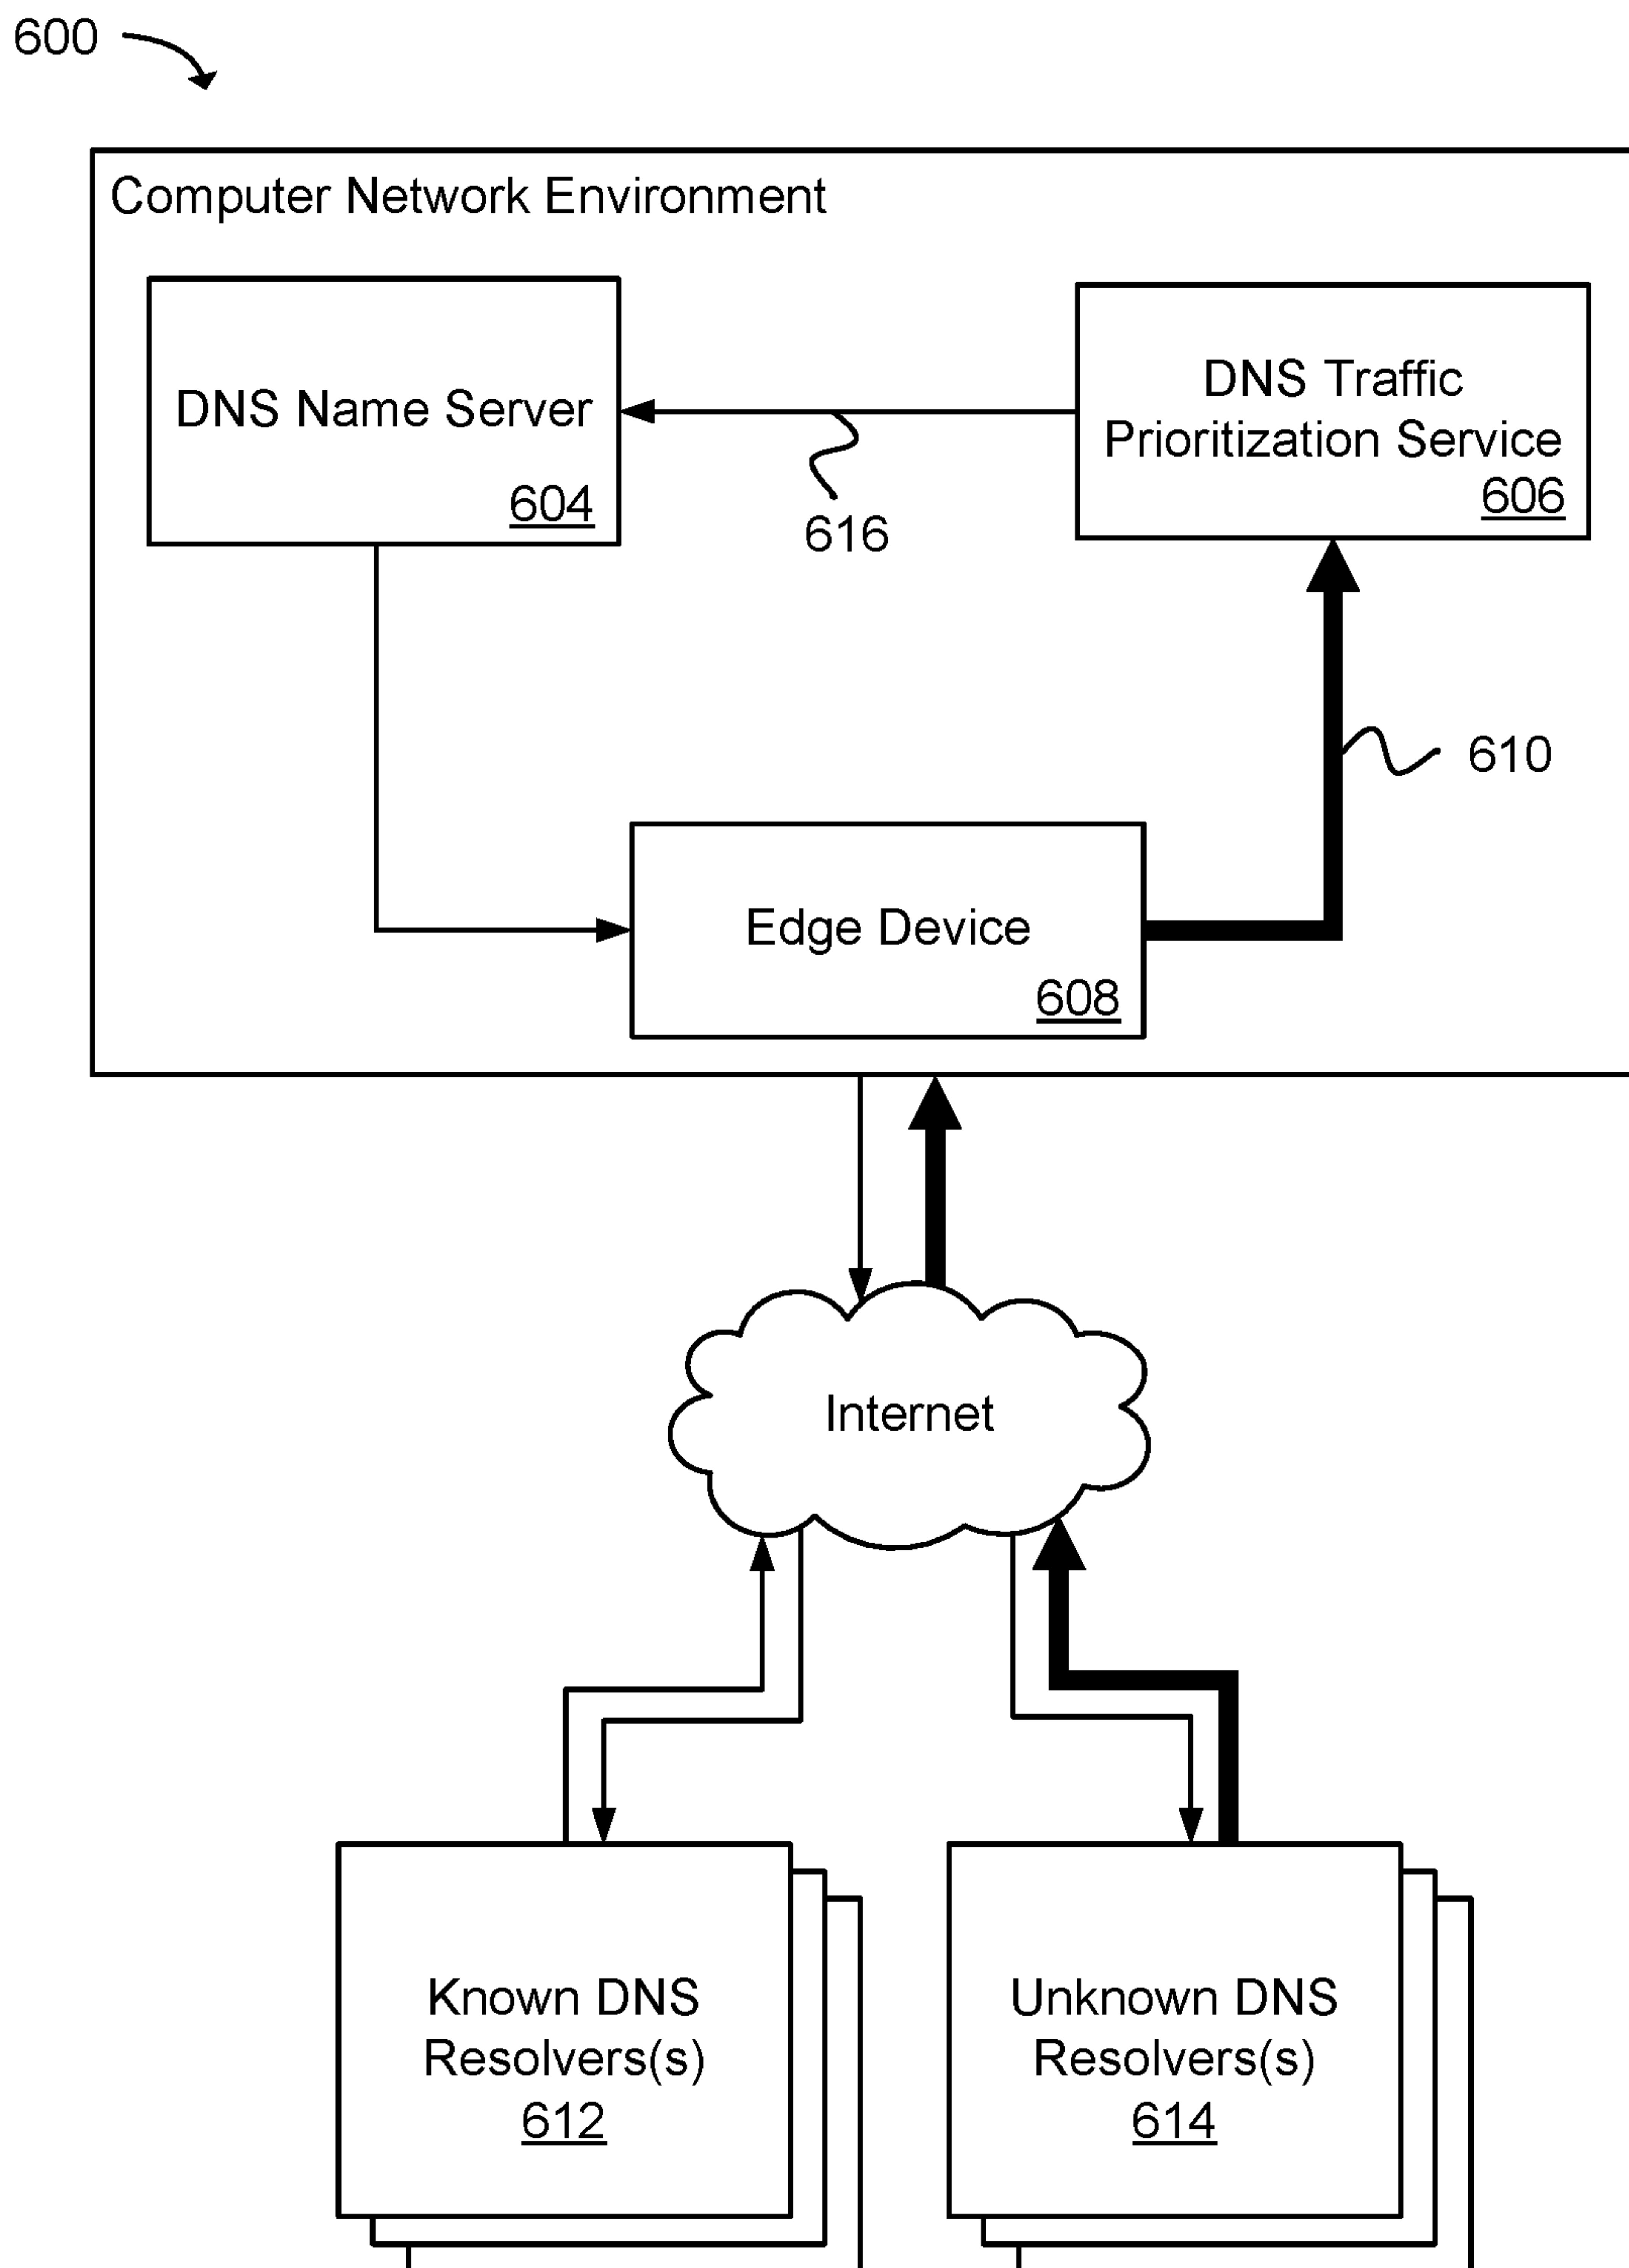 600
Computer Network Environment
DNS Name Server
604
DNS Traffic
Prioritization Service
606
616
610
Edge Device
608
Internet
Known DNS
Resolvers(s)
612
Unknown DNS
Resolvers(s)
614